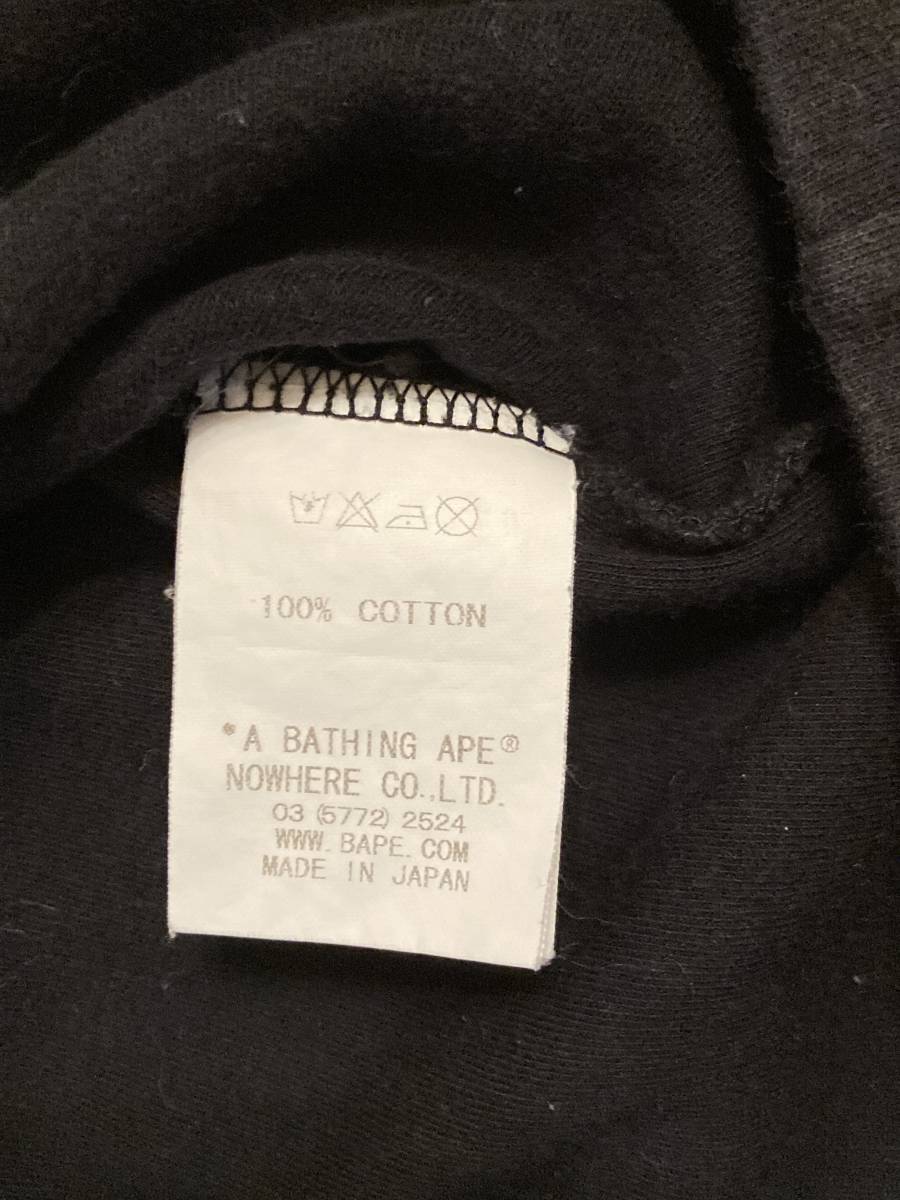 100% COTTON
*A BATHING APE®
NOWHERE CO.,LTD.
03 (5772) 2524
WWW. BAPE. COM
MADE IN JAPAN